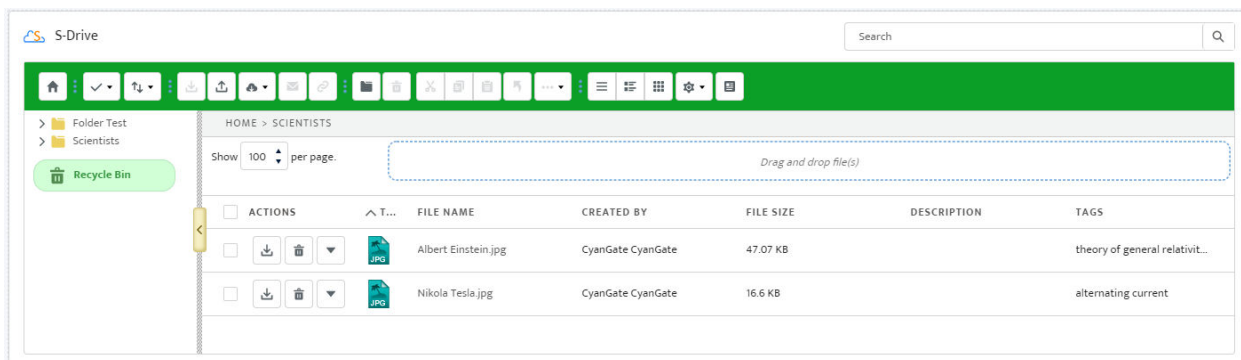 S-Drive
Search
Folder Test
Scientists
Recycle Bin
HOME > SCIENTISTS
Show 100 per page.
Drag and drop file(s)
ACTIONS T... FILE NAME CREATED BY FILE SIZE DESCRIPTION TAGS
JPG Albert Einstein.jpg CyanGate CyanGate 47.07 KB theory of general relativit...
JPG Nikola Tesla.jpg CyanGate CyanGate 16.6 KB alternating current